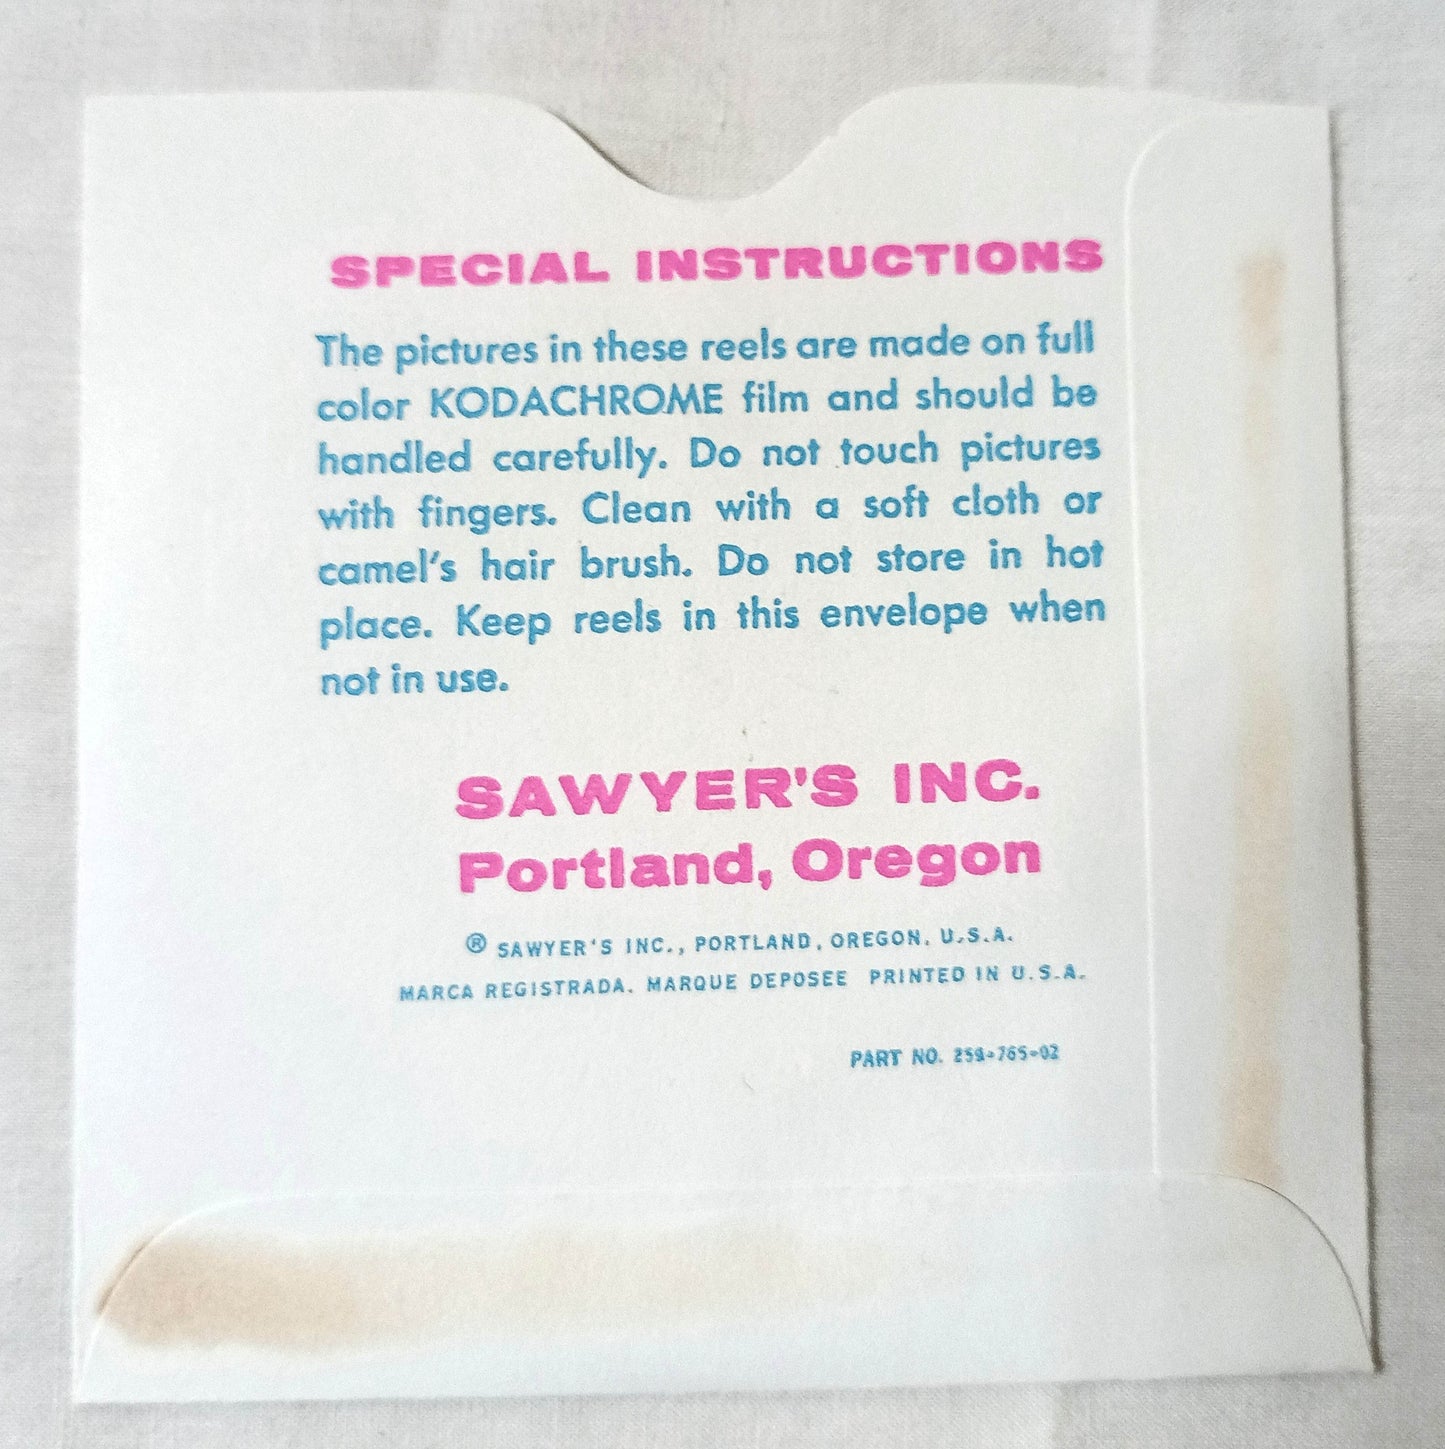 SPECIAL INSTRUCTIONS
The pictures in these reels are made on full
color KODACHROME film and should be
handled carefully. Do not touch pictures
with fingers. Clean with a soft cloth or
camel's hair brush. Do not store in hot
place. Keep reels in this envelope when
not in use.
SAWYER'S INC.
Portland, Oregon
® SAWYER'S INC., PORTLAND, OREGON, U.S.A.
MARCA REGISTRADA. MARQUE DEPOSEE PRINTED IN U.S.A.
PART NO.